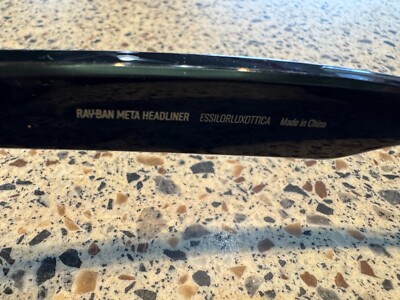 RAY-BAN META HEADLINER ESSILORLUXOTTICA Made in China